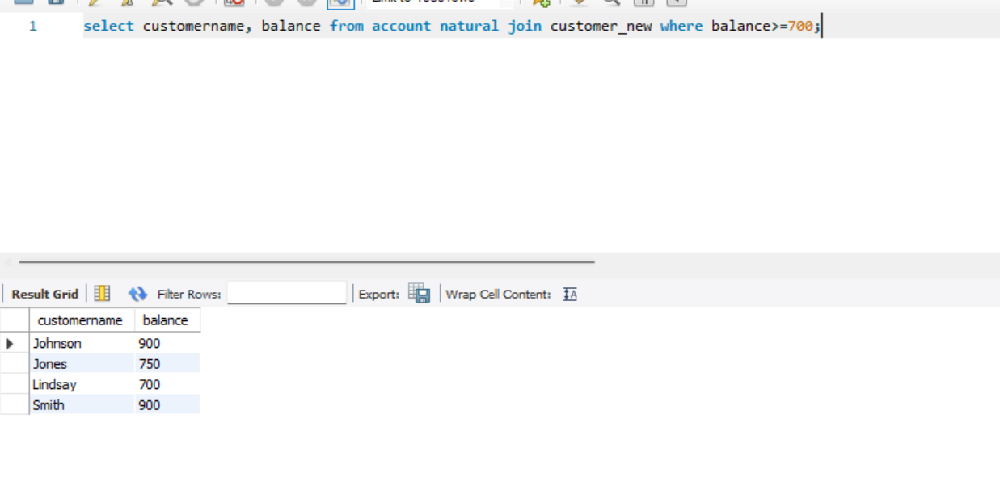 1 select customername, balance from account natural join customer_new where balance>=700;
Result Grid Filter Rows: Export: Wrap Cell Content:
customername balance
Johnson 900
Jones 750
Lindsay 700
Smith 900